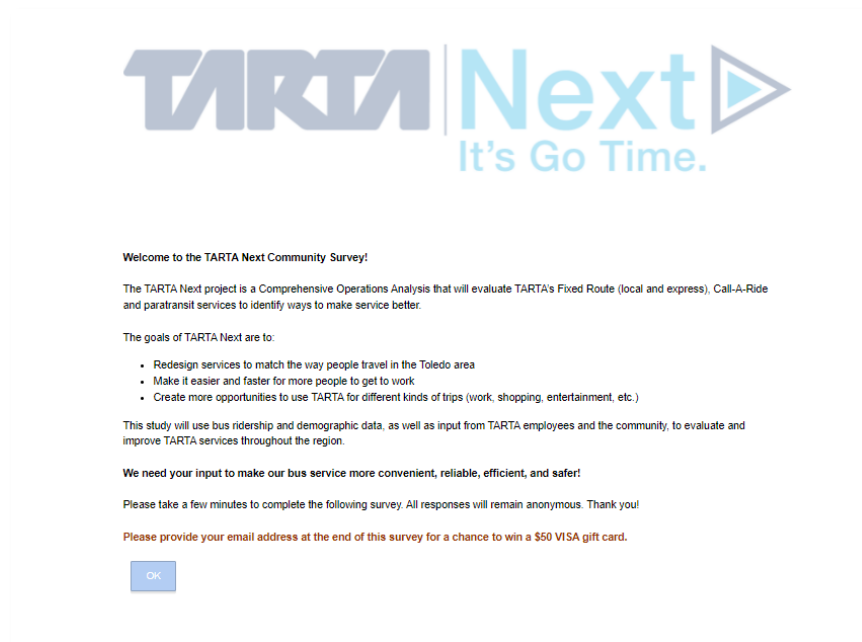 TARTA Next
It's Go Time.
Welcome to the TARTA Next Community Survey!
The TARTA Next project is a Comprehensive Operations Analysis that will evaluate TARTA's Fixed Route (local and express), Call-A-Ride
and paratransit services to identify ways to make service better.
The goals of TARTA Next are to:
• Redesign services to match the way people travel in the Toledo area
• Make it easier and faster for more people to get to work
• Create more opportunities to use TARTA for different kinds of trips (work, shopping, entertainment, etc.)
This study will use bus ridership and demographic data, as well as input from TARTA employees and the community, to evaluate and
improve TARTA services throughout the region.
We need your input to make our bus service more convenient, reliable, efficient, and safer!
Please take a few minutes to complete the following survey. All responses will remain anonymous. Thank you!
Please provide your email address at the end of this survey for a chance to win a $50 VISA gift card.
OK